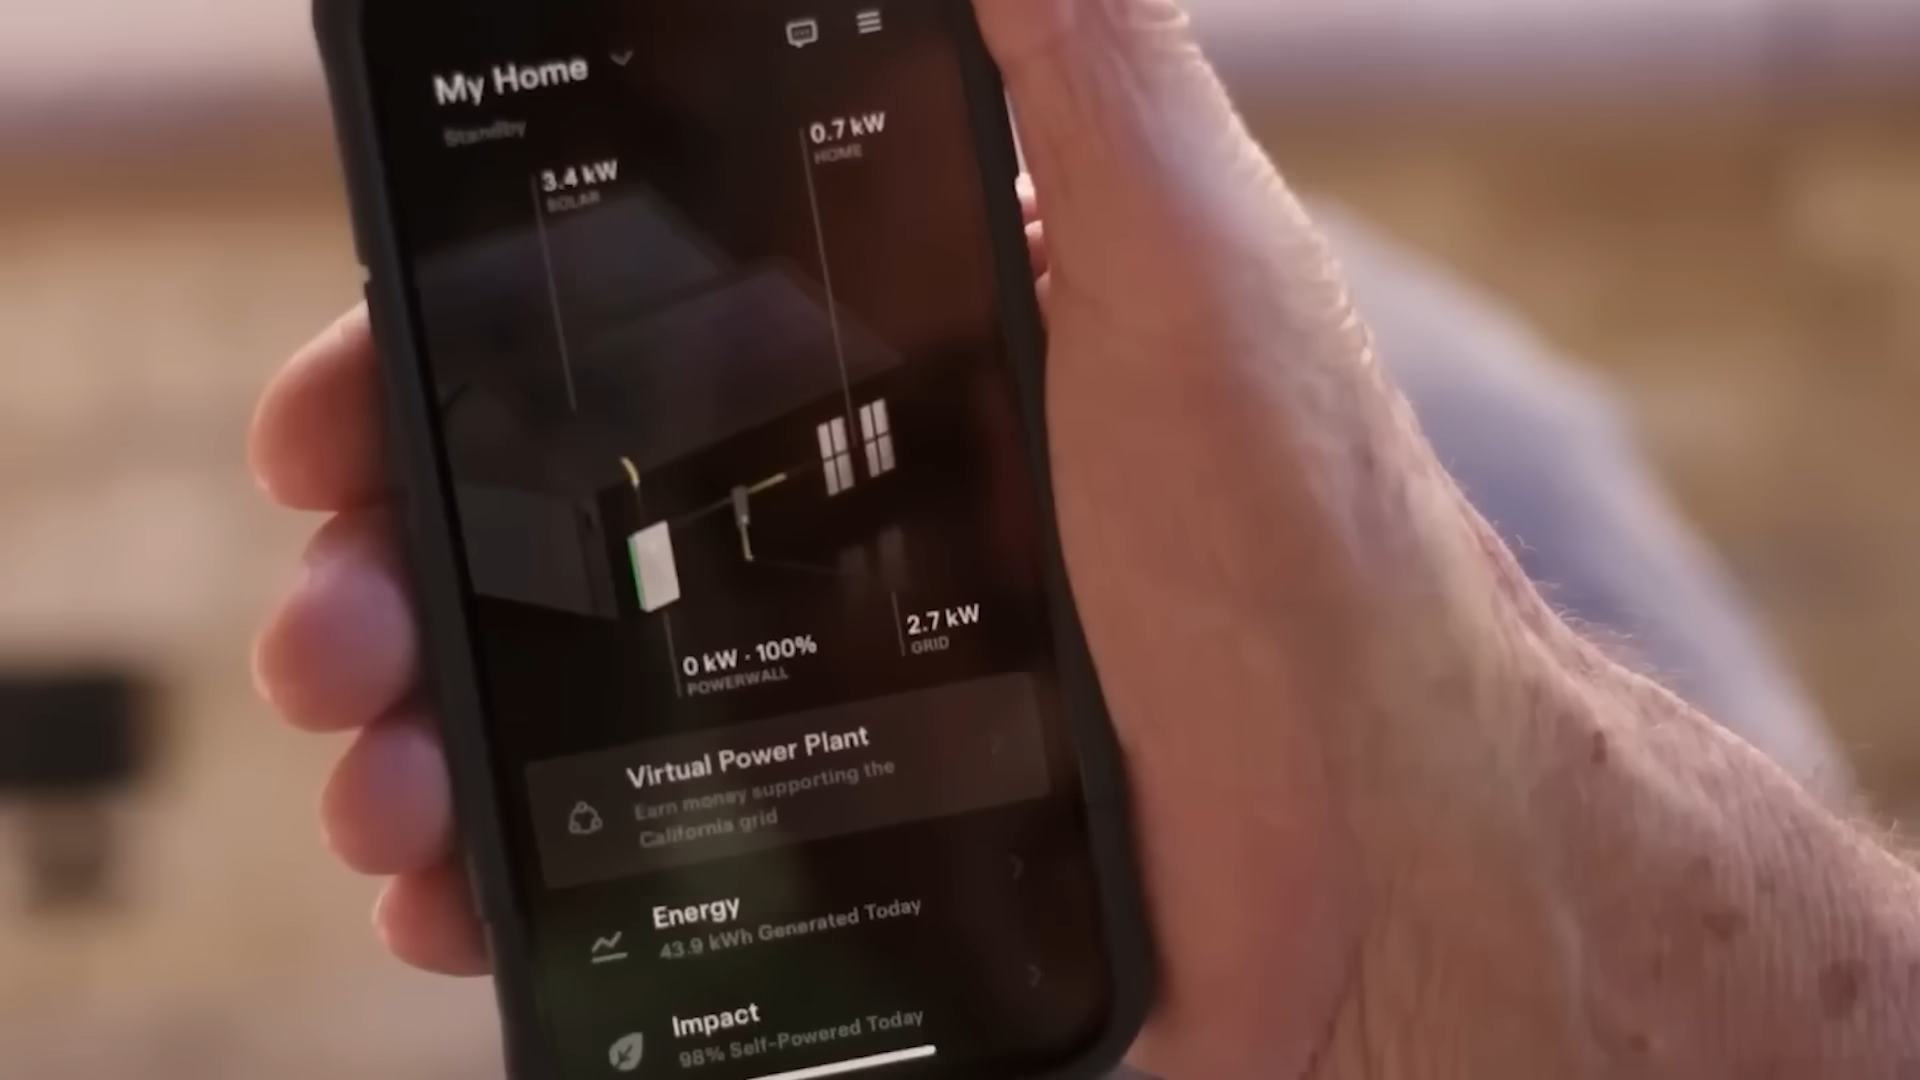 My Home
Standby
0.7 kW
HOME
3.4 kW
SOLAR
2.7 kW
GRID
0 kW · 100%
POWERWALL
Virtual Power Plant
Earn money supporting the
California grid
Energy
43.9 kWh Generated Today
Impact
98% Self-Powered Today